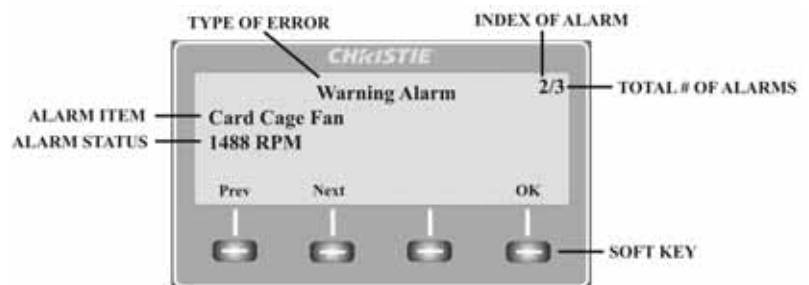 TYPE OF ERROR
INDEX OF ALARM
CHRISTIE
Warning Alarm
2/3
TOTAL # OF ALARMS
ALARM ITEM
Card Cage Fan
ALARM STATUS
1488 RPM
Prev Next OK
SOFT KEY